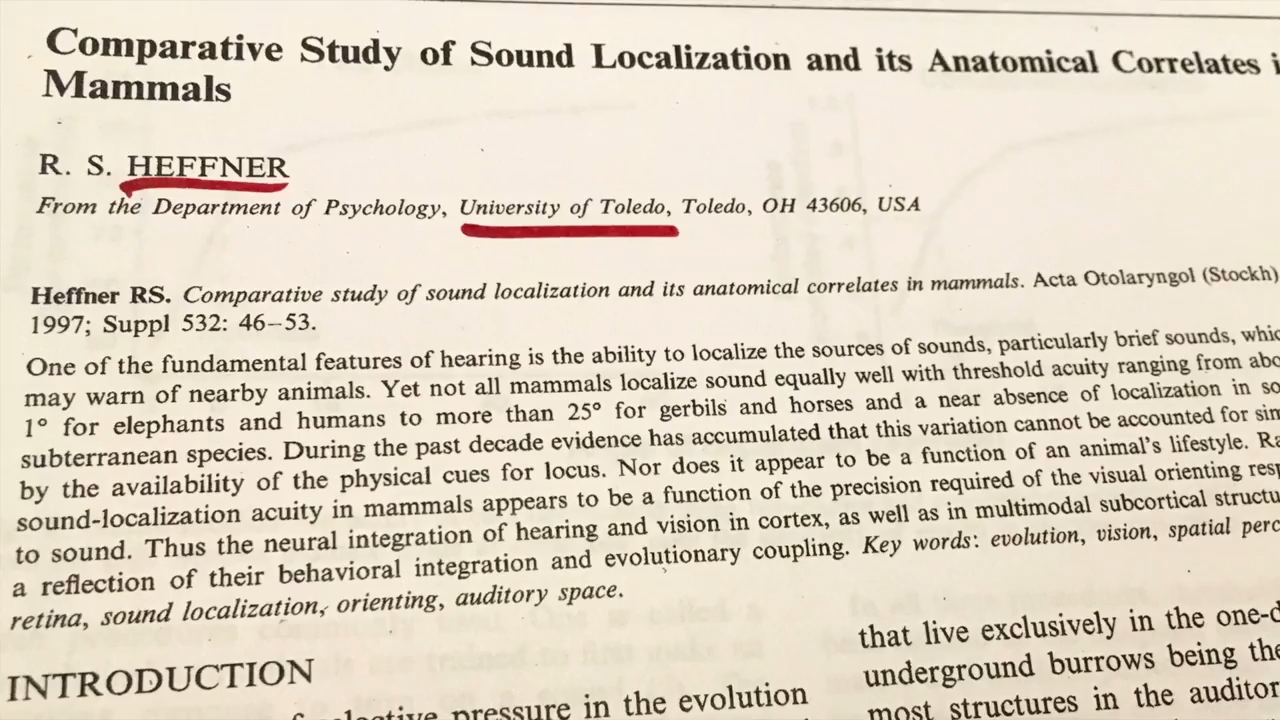 Comparative Study of Sound Localization and its Anatomical Correlates i
Mammals
R. S. HEFFNER
From the Department of Psychology, University of Toledo, Toledo, OH 43606, USA
Heffner RS. Comparative study of sound localization and its anatomical correlates in mammals. Acta Otolaryngol (Stockh)
1997; Suppl 532: 46–53.
One of the fundamental features of hearing is the ability to localize the sources of sounds, particularly brief sounds, whic
may warn of nearby animals. Yet not all mammals localize sound equally well with threshold acuity ranging from abo
1° for elephants and humans to more than 25° for gerbils and horses and a near absence of localization in so
subterranean species. During the past decade evidence has accumulated that this variation cannot be accounted for sim
by the availability of the physical cues for locus. Nor does it appear to be a function of an animal's lifestyle. Ra
sound-localization acuity in mammals appears to be a function of the precision required of the visual orienting resp
to sound. Thus the neural integration of hearing and vision in cortex, as well as in multimodal subcortical structu
a reflection of their behavioral integration and evolutionary coupling. Key words: evolution, vision, spatial perc
retina, sound localization, orienting, auditory space.
INTRODUCTION
pressure in the evolution
that live exclusively in the one-d
underground burrows being the
most structures in the auditor